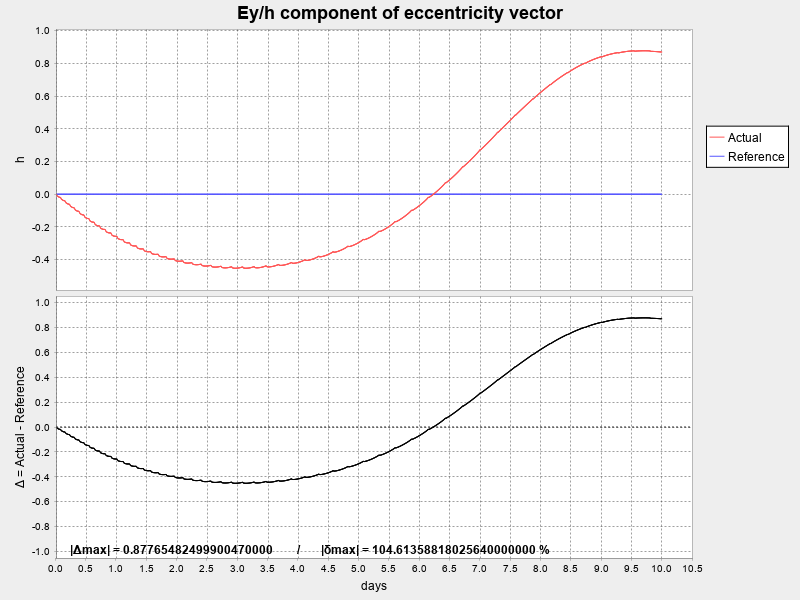 Ey/h component of eccentricity vector
1.0
0.8
0.6
0.4
0.2
0.0
-0.2
-0.4
h
Actual
Reference
1.0
0.8
0.6
0.4
0.2
0.0
-0.2
-0.4
-0.6
-0.8
-1.0
Δ = Actual - Reference
|Δmax| = 0.87765482499900470000 / |δmax| = 104.61358818025640000000 %
0.0 0.5 1.0 1.5 2.0 2.5 3.0 3.5 4.0 4.5 5.0 5.5 6.0 6.5 7.0 7.5 8.0 8.5 9.0 9.5 10.0 10.5
days